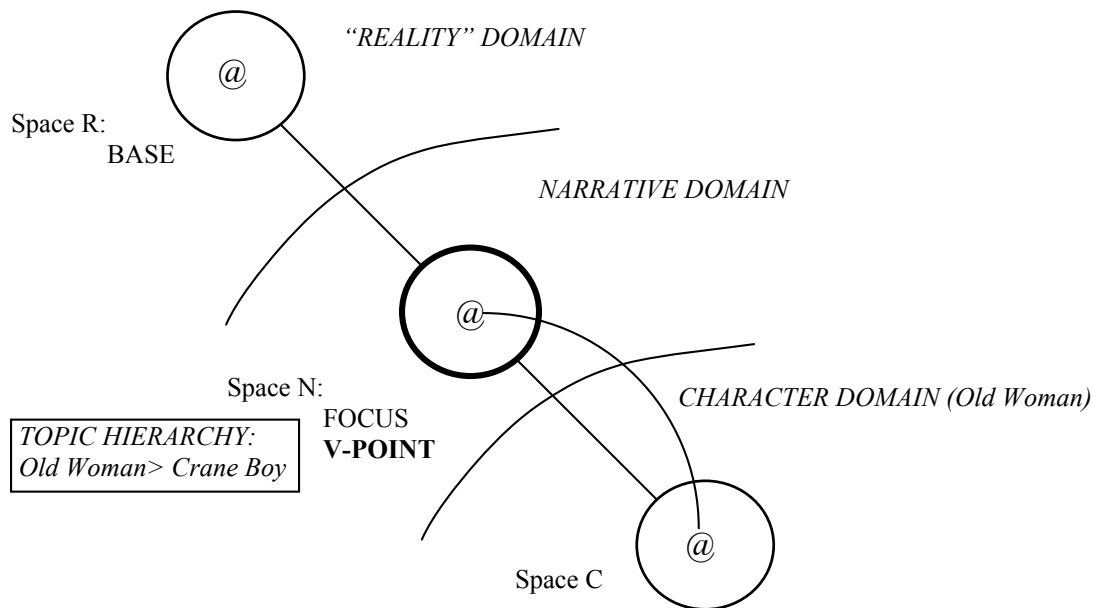 “REALITY” DOMAIN
@
Space R:
BASE
NARRATIVE DOMAIN
@
Space N:
FOCUS
V-POINT
CHARACTER DOMAIN (Old Woman)
TOPIC HIERARCHY:
Old Woman> Crane Boy
@
Space C